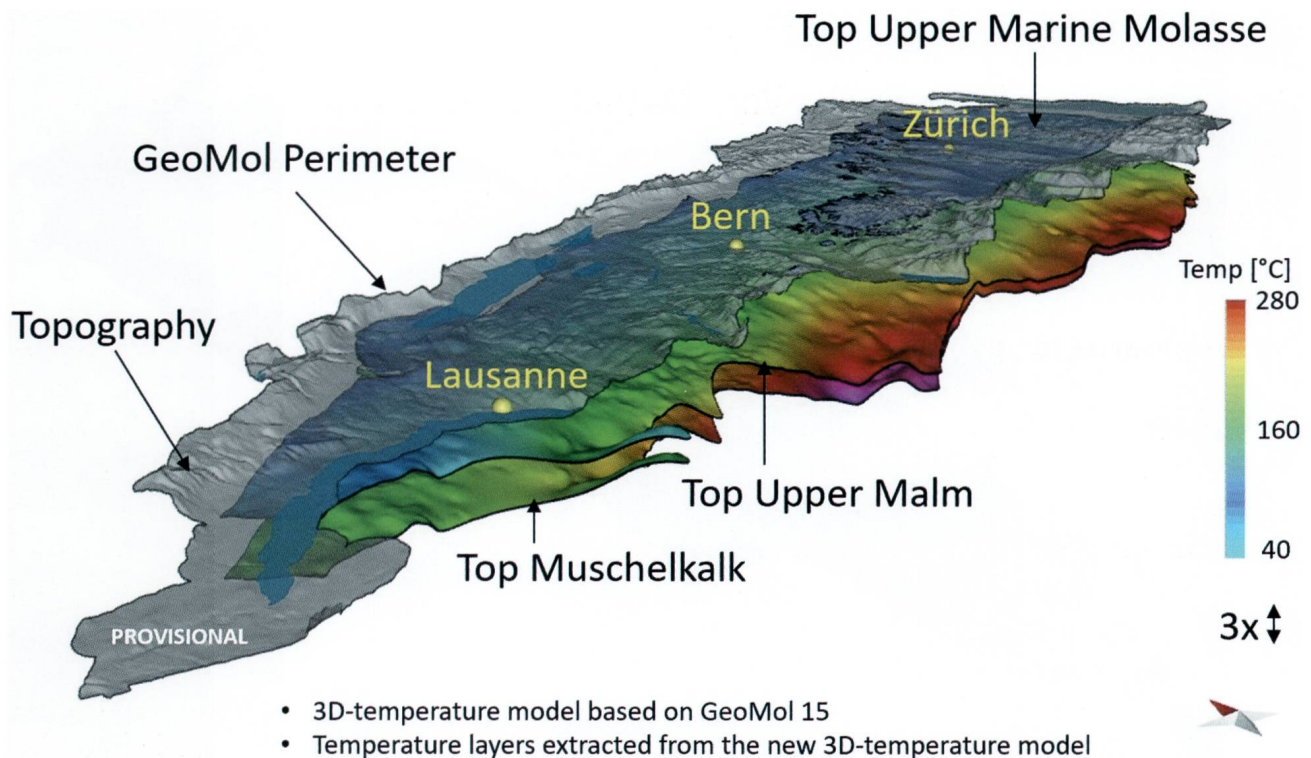 Top Upper Marine Molasse
Zürich
GeoMol Perimeter
Bern
Temp [°C]
280
Topography
Lausanne
160
Top Upper Malm
40
Top Muschelkalk
3x
PROVISIONAL
• 3D-temperature model based on GeoMol 15
• Temperature layers extracted from the new 3D-temperature model